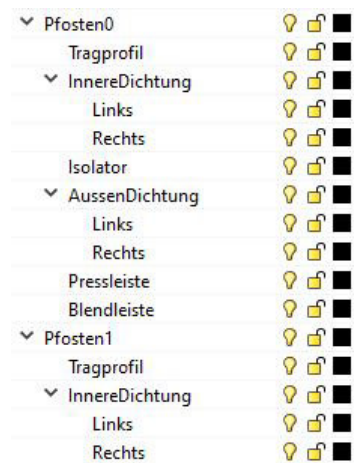 Pfosten0
Tragprofil
InnereDichtung
Links
Rechts
Isolator
AussenDichtung
Links
Rechts
Pressleiste
Blendleiste
Pfosten1
Tragprofil
InnereDichtung
Links
Rechts